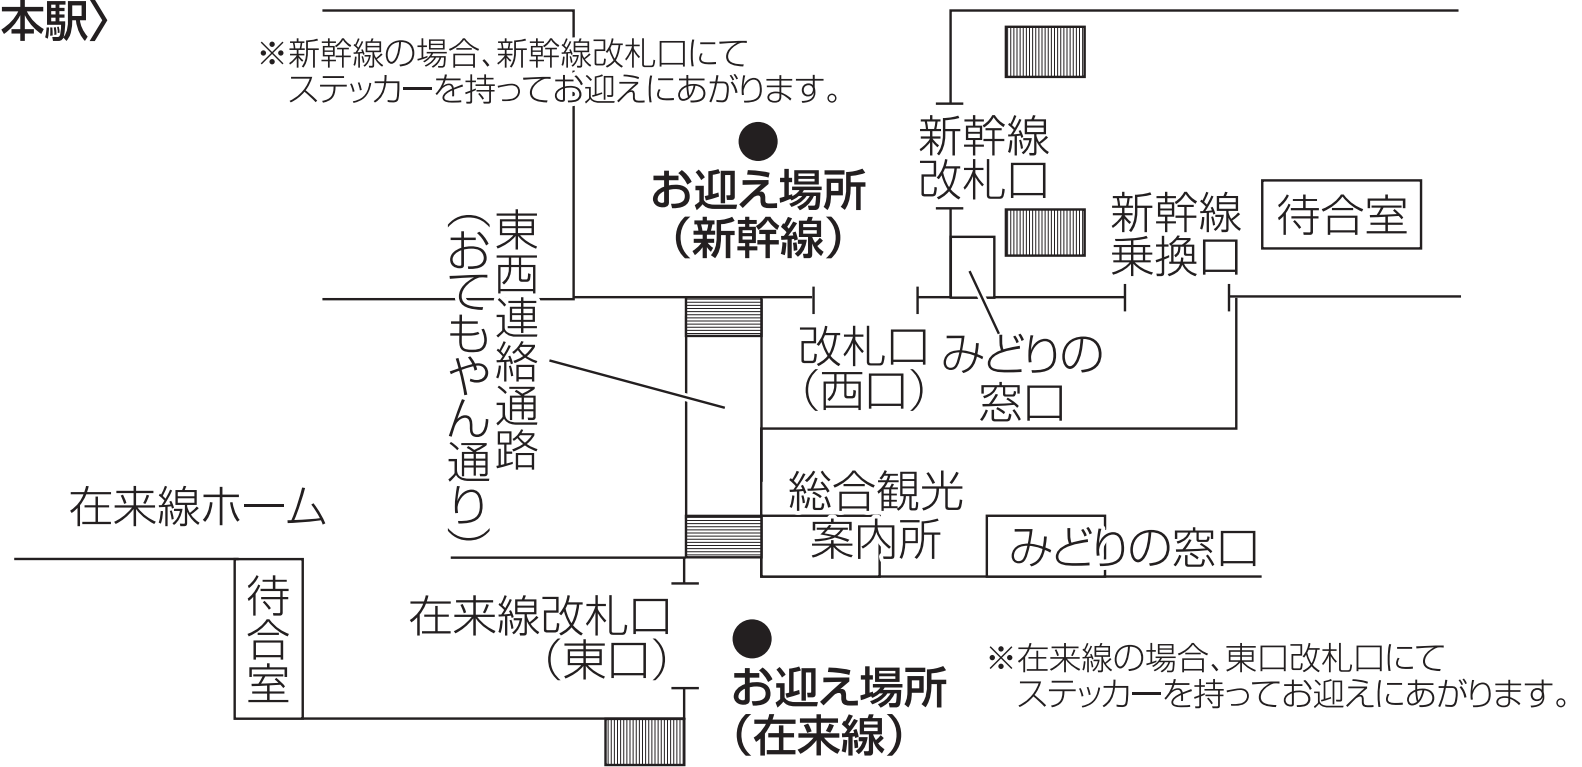 本駅〉
※新幹線の場合、新幹線改札口にて
ステッカーを持ってお迎えにあがります。
お迎え場所
（新幹線）
新幹線
改札口
新幹線
乗換口
待合室
東西連絡通路
（おてもやん通り）
改札口
（西口）
みどりの
窓口
総合観光
案内所
みどりの窓口
在来線ホーム
待合室
在来線改札口
（東口）
お迎え場所
（在来線）
※在来線の場合、東口改札口にて
ステッカーを持ってお迎えにあがります。